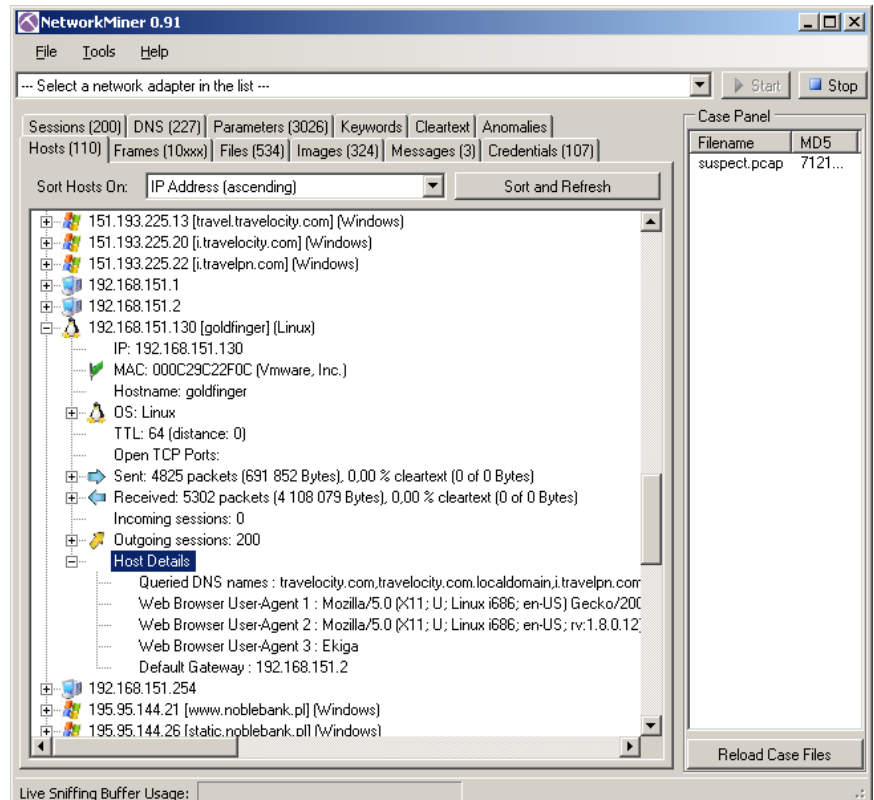 NetworkMiner 0.91
File Tools Help
--- Select a network adapter in the list ---
Start
Stop
Sessions (200) DNS (227) Parameters (3026) Keywords Cleartext Anomalies
Hosts (110) Frames (10xxx) Files (534) Images (324) Messages (3) Credentials (107)
Sort Hosts On: IP Address (ascending) Sort and Refresh
151.193.225.13 [travel.travelocity.com] (Windows)
151.193.225.20 [i.travelocity.com] (Windows)
151.193.225.22 [i.travelpn.com] (Windows)
192.168.151.1
192.168.151.2
192.168.151.130 [goldfinger] (Linux)
IP: 192.168.151.130
MAC: 000C29C22F0C (Vmware, Inc.)
Hostname: goldfinger
OS: Linux
TTL: 64 (distance: 0)
Open TCP Ports:
Sent: 4825 packets (691 852 Bytes), 0,00 % cleartext (0 of 0 Bytes)
Received: 5302 packets (4 108 079 Bytes), 0,00 % cleartext (0 of 0 Bytes)
Incoming sessions: 0
Outgoing sessions: 200
Host Details
Queried DNS names : travelocity.com,travelocity.com.localdomain,i.travelpn.com
Web Browser User-Agent 1 : Mozilla/5.0 (X11; U; Linux i686; en-US) Gecko/200
Web Browser User-Agent 2 : Mozilla/5.0 (X11; U; Linux i686; en-US; rv:1.8.0.12)
Web Browser User-Agent 3 : Ekiga
Default Gateway : 192.168.151.2
192.168.151.254
195.95.144.21 [www.noblebank.pl] (Windows)
195.95.144.26 [static.noblebank.pl] (Windows)
Case Panel
Filename MD5
suspect.pcap 7121...
Reload Case Files
Live Sniffing Buffer Usage: